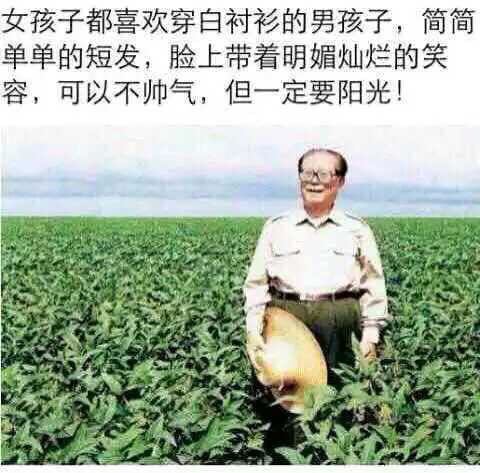 女孩子都喜欢穿白衬衫的男孩子，简简
单单的短发，脸上带着明媚灿烂的笑
容，可以不帅气，但一定要阳光！